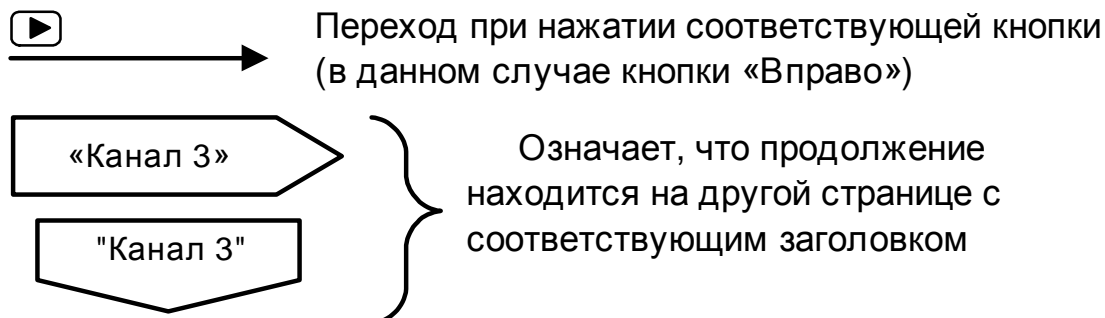 Переход при нажатии соответствующей кнопки
(в данном случае кнопки «Вправо»)
«Канал 3»
"Канал 3"
Означает, что продолжение
находится на другой странице с
соответствующим заголовком